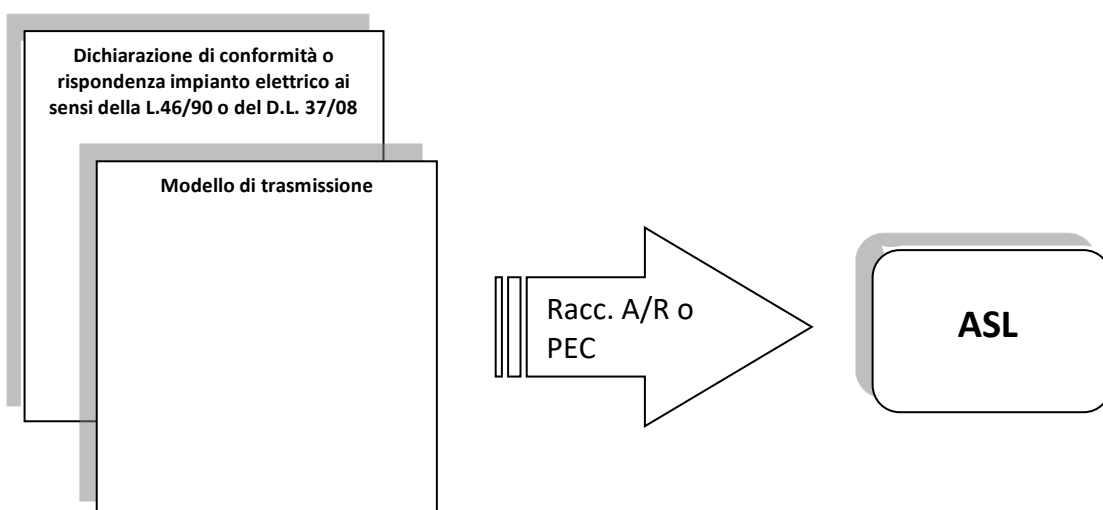 Dichiarazione di conformità o
rispondenza impianto elettrico ai
sensi della L.46/90 o del D.L. 37/08
Modello di trasmissione
Racc. A/R o
PEC
ASL